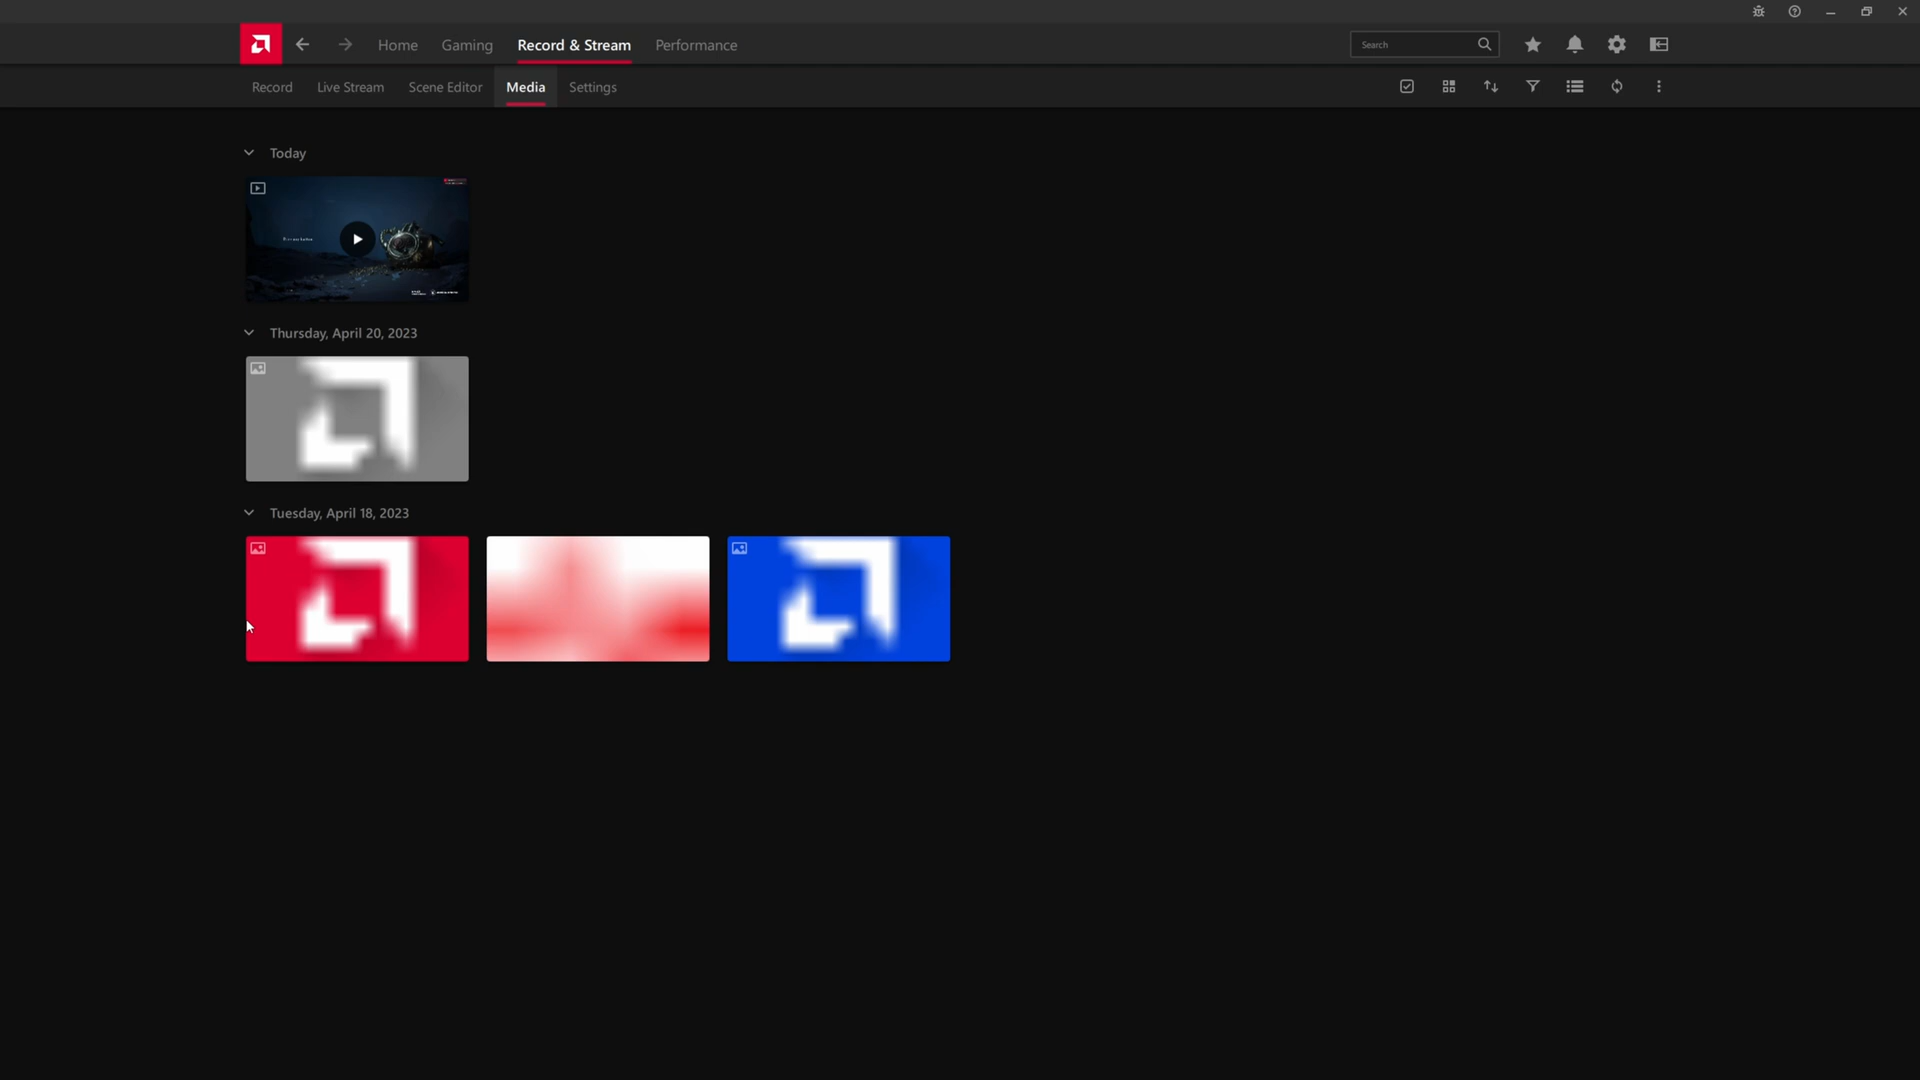 Home Gaming Record & Stream Performance Search
Record Live Stream Scene Editor Media Settings
Today
Thursday, April 20, 2023
Tuesday, April 18, 2023